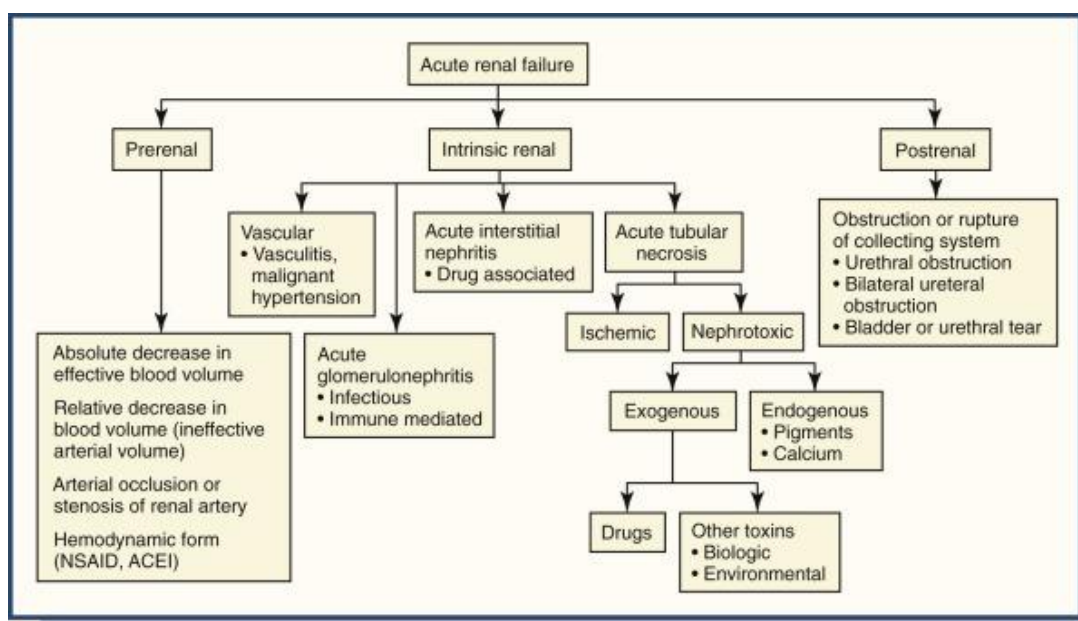 Acute renal failure
Prerenal
Intrinsic renal
Postrenal
Vascular
• Vasculitis,
malignant
hypertension
Acute interstitial
nephritis
• Drug associated
Acute tubular
necrosis
Obstruction or rupture
of collecting system
• Urethral obstruction
• Bilateral ureteral
obstruction
• Bladder or urethral tear
Ischemic
Nephrotoxic
Absolute decrease in
effective blood volume
Relative decrease in
blood volume (ineffective
arterial volume)
Arterial occlusion or
stenosis of renal artery
Hemodynamic form
(NSAID, ACEI)
Acute
glomerulonephritis
• Infectious
• Immune mediated
Exogenous
Endogenous
• Pigments
• Calcium
Drugs
Other toxins
• Biologic
• Environmental